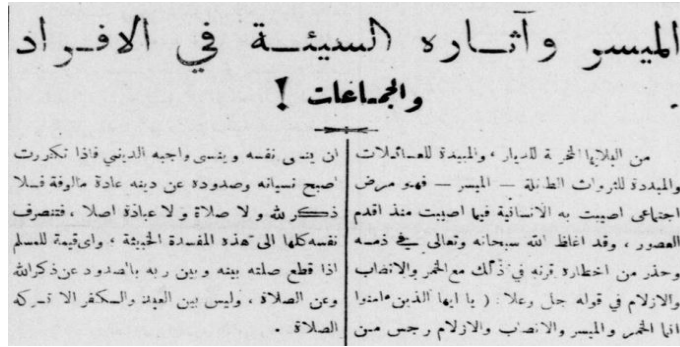 الميسر وآثاره السيئة في الافراد
والجماعات !
من البلايا المخربة للديار ، والمبيدة للعائلات
والمبددة للثروات الطائلة – الميسر – فهو مرض
اجتماعى اصيبت به الانسانية فيما اصيبت منذ اقدم
العصور ، وقد اغاظ الله سبحانه وتعالى في ذمه
وحذر من اخطاره قرنه في ذلك مع الخمر والانصاب
والازلام في قوله جل وعلا : ( يا ايها الذين ءامنوا
انما الخمر والميسر والانصاب والازلام رجس من
ان ينسى نفسه وينسى واجبه الديني فاذا تكررت
اصبح نسيانه وصدوده عن دينه عادة مألوفة فلا
ذكر لله ولا صلاة ولا عبادة اصلا ، فتنصرف
نفسه كلها الى هذه المفسدة الخبيثة ، واى قيمة للمسلم
اذا قطع صلته بينه وبين ربه بالصدود عن ذكر الله
وعن الصلاة ، وليس بين العبد والكفر الا تركه
الصلاة .